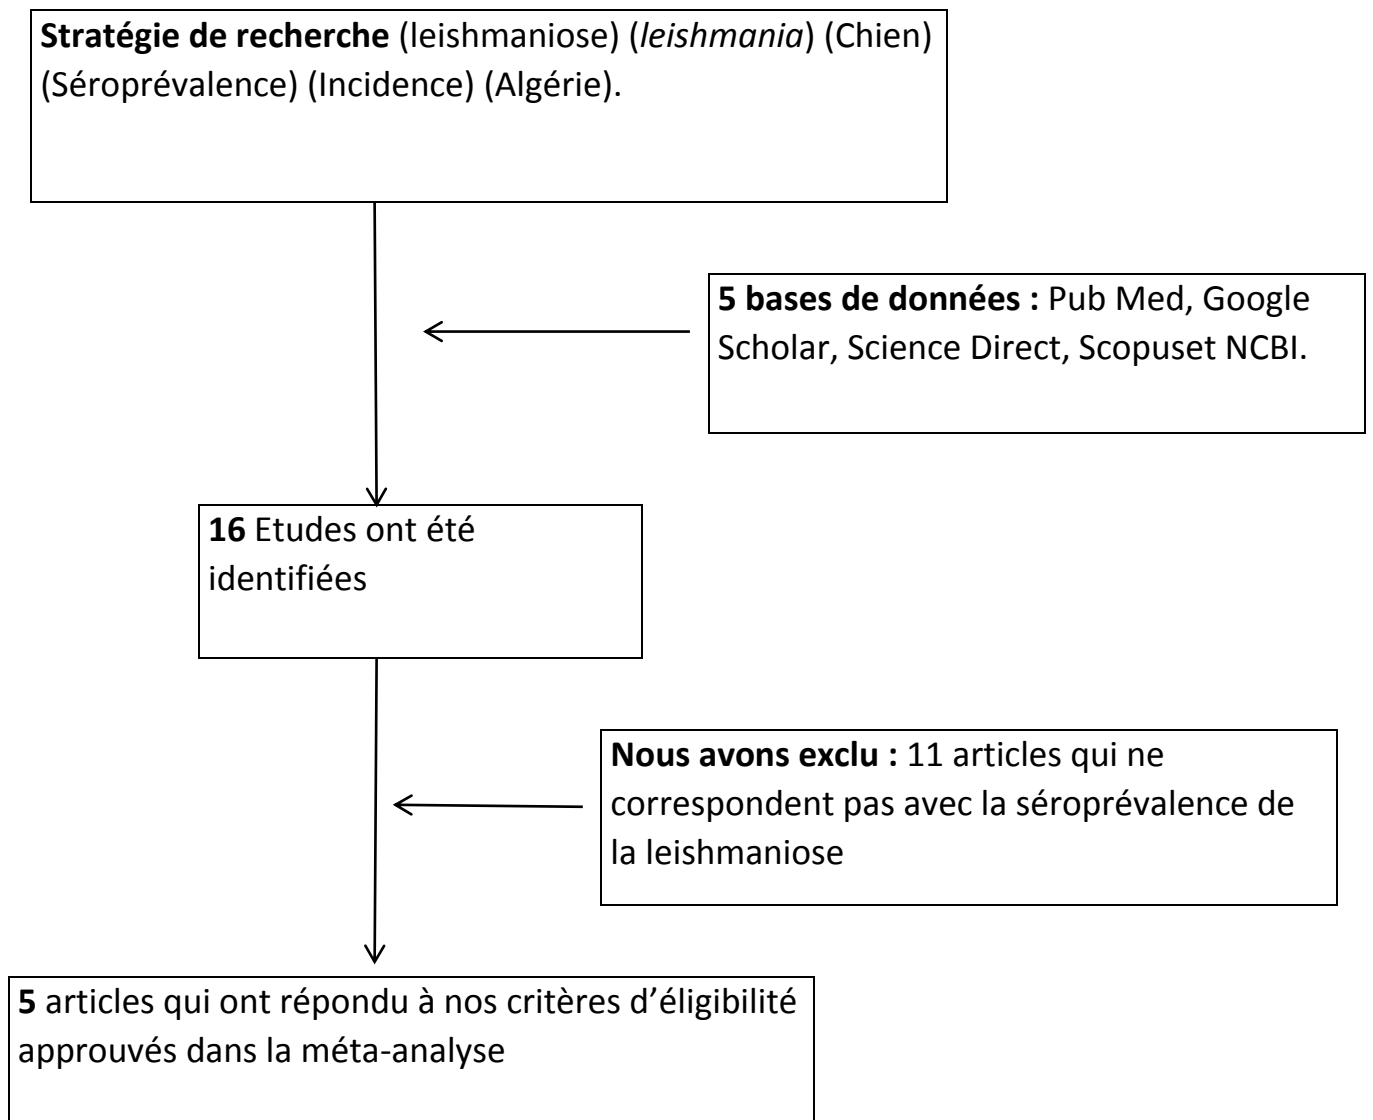 Stratégie de recherche (leishmaniose) (leishmania) (Chien)
(Séroprévalence) (Incidence) (Algérie).
5 bases de données : Pub Med, Google
Scholar, Science Direct, Scopuset NCBI.
16 Etudes ont été
identifiées
Nous avons exclu : 11 articles qui ne
correspondent pas avec la séroprévalence de
la leishmaniose
5 articles qui ont répondu à nos critères d’éligibilité
approuvés dans la méta-analyse